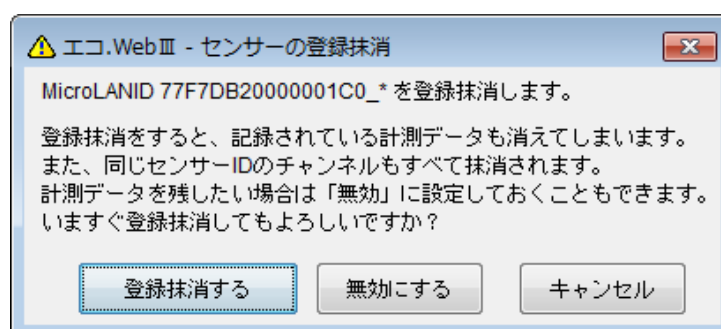 エコ.WebⅢ - センサーの登録抹消
MicroLANID 77F7DB20000001C0_* を登録抹消します。
登録抹消をすると、記録されている計測データも消えてしまいます。
また、同じセンサーIDのチャンネルもすべて抹消されます。
計測データを残したい場合は「無効」に設定しておくこともできます。
いますぐ登録抹消してもよろしいですか？
登録抹消する 無効にする キャンセル